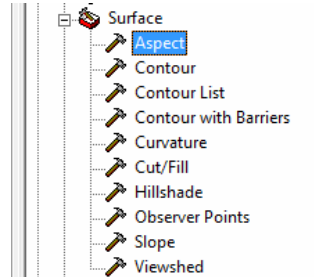 Surface
Aspect
Contour
Contour List
Contour with Barriers
Curvature
Cut/Fill
Hillshade
Observer Points
Slope
Viewshed